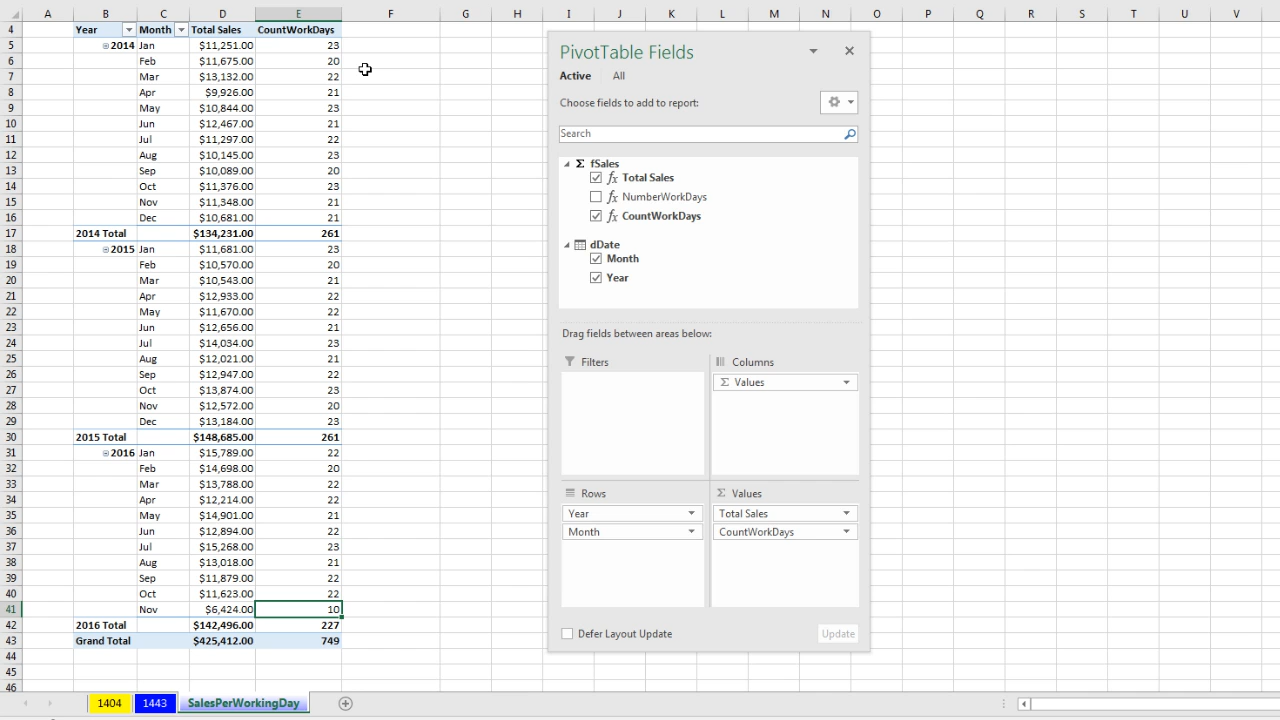 A B C D E F G H I J K L M N O P Q R S T U V
4 Year Month Total Sales CountWorkDays
5 2014 Jan $11,251.00 23
6 Feb $11,675.00 20
7 Mar $13,132.00 22
8 Apr $9,926.00 21
9 May $10,844.00 23
10 Jun $12,467.00 21
11 Jul $11,297.00 22
12 Aug $10,145.00 23
13 Sep $10,089.00 20
14 Oct $11,376.00 23
15 Nov $11,348.00 21
16 Dec $10,681.00 21
17 2014 Total $134,231.00 261
18 2015 Jan $11,681.00 23
19 Feb $10,570.00 20
20 Mar $10,543.00 21
21 Apr $12,933.00 22
22 May $11,670.00 22
23 Jun $12,656.00 21
24 Jul $14,034.00 23
25 Aug $12,021.00 21
26 Sep $12,947.00 22
27 Oct $13,874.00 23
28 Nov $12,572.00 20
29 Dec $13,184.00 23
30 2015 Total $148,685.00 261
31 2016 Jan $15,789.00 22
32 Feb $14,698.00 20
33 Mar $13,788.00 22
34 Apr $12,214.00 22
35 May $14,901.00 21
36 Jun $12,894.00 22
37 Jul $15,268.00 23
38 Aug $13,018.00 21
39 Sep $11,879.00 22
40 Oct $11,623.00 22
41 Nov $6,424.00 10
42 2016 Total $142,496.00 227
43 Grand Total $425,412.00 749
44
45
46
PivotTable Fields
Active All
Choose fields to add to report:
Search
Σ fSales
fx Total Sales
fx NumberWorkDays
fx CountWorkDays
dDate
Month
Year
Drag fields between areas below:
Filters Columns
Σ Values
Rows Σ Values
Year Total Sales
Month CountWorkDays
Defer Layout Update Update
1404 1443 SalesPerWorkingDay